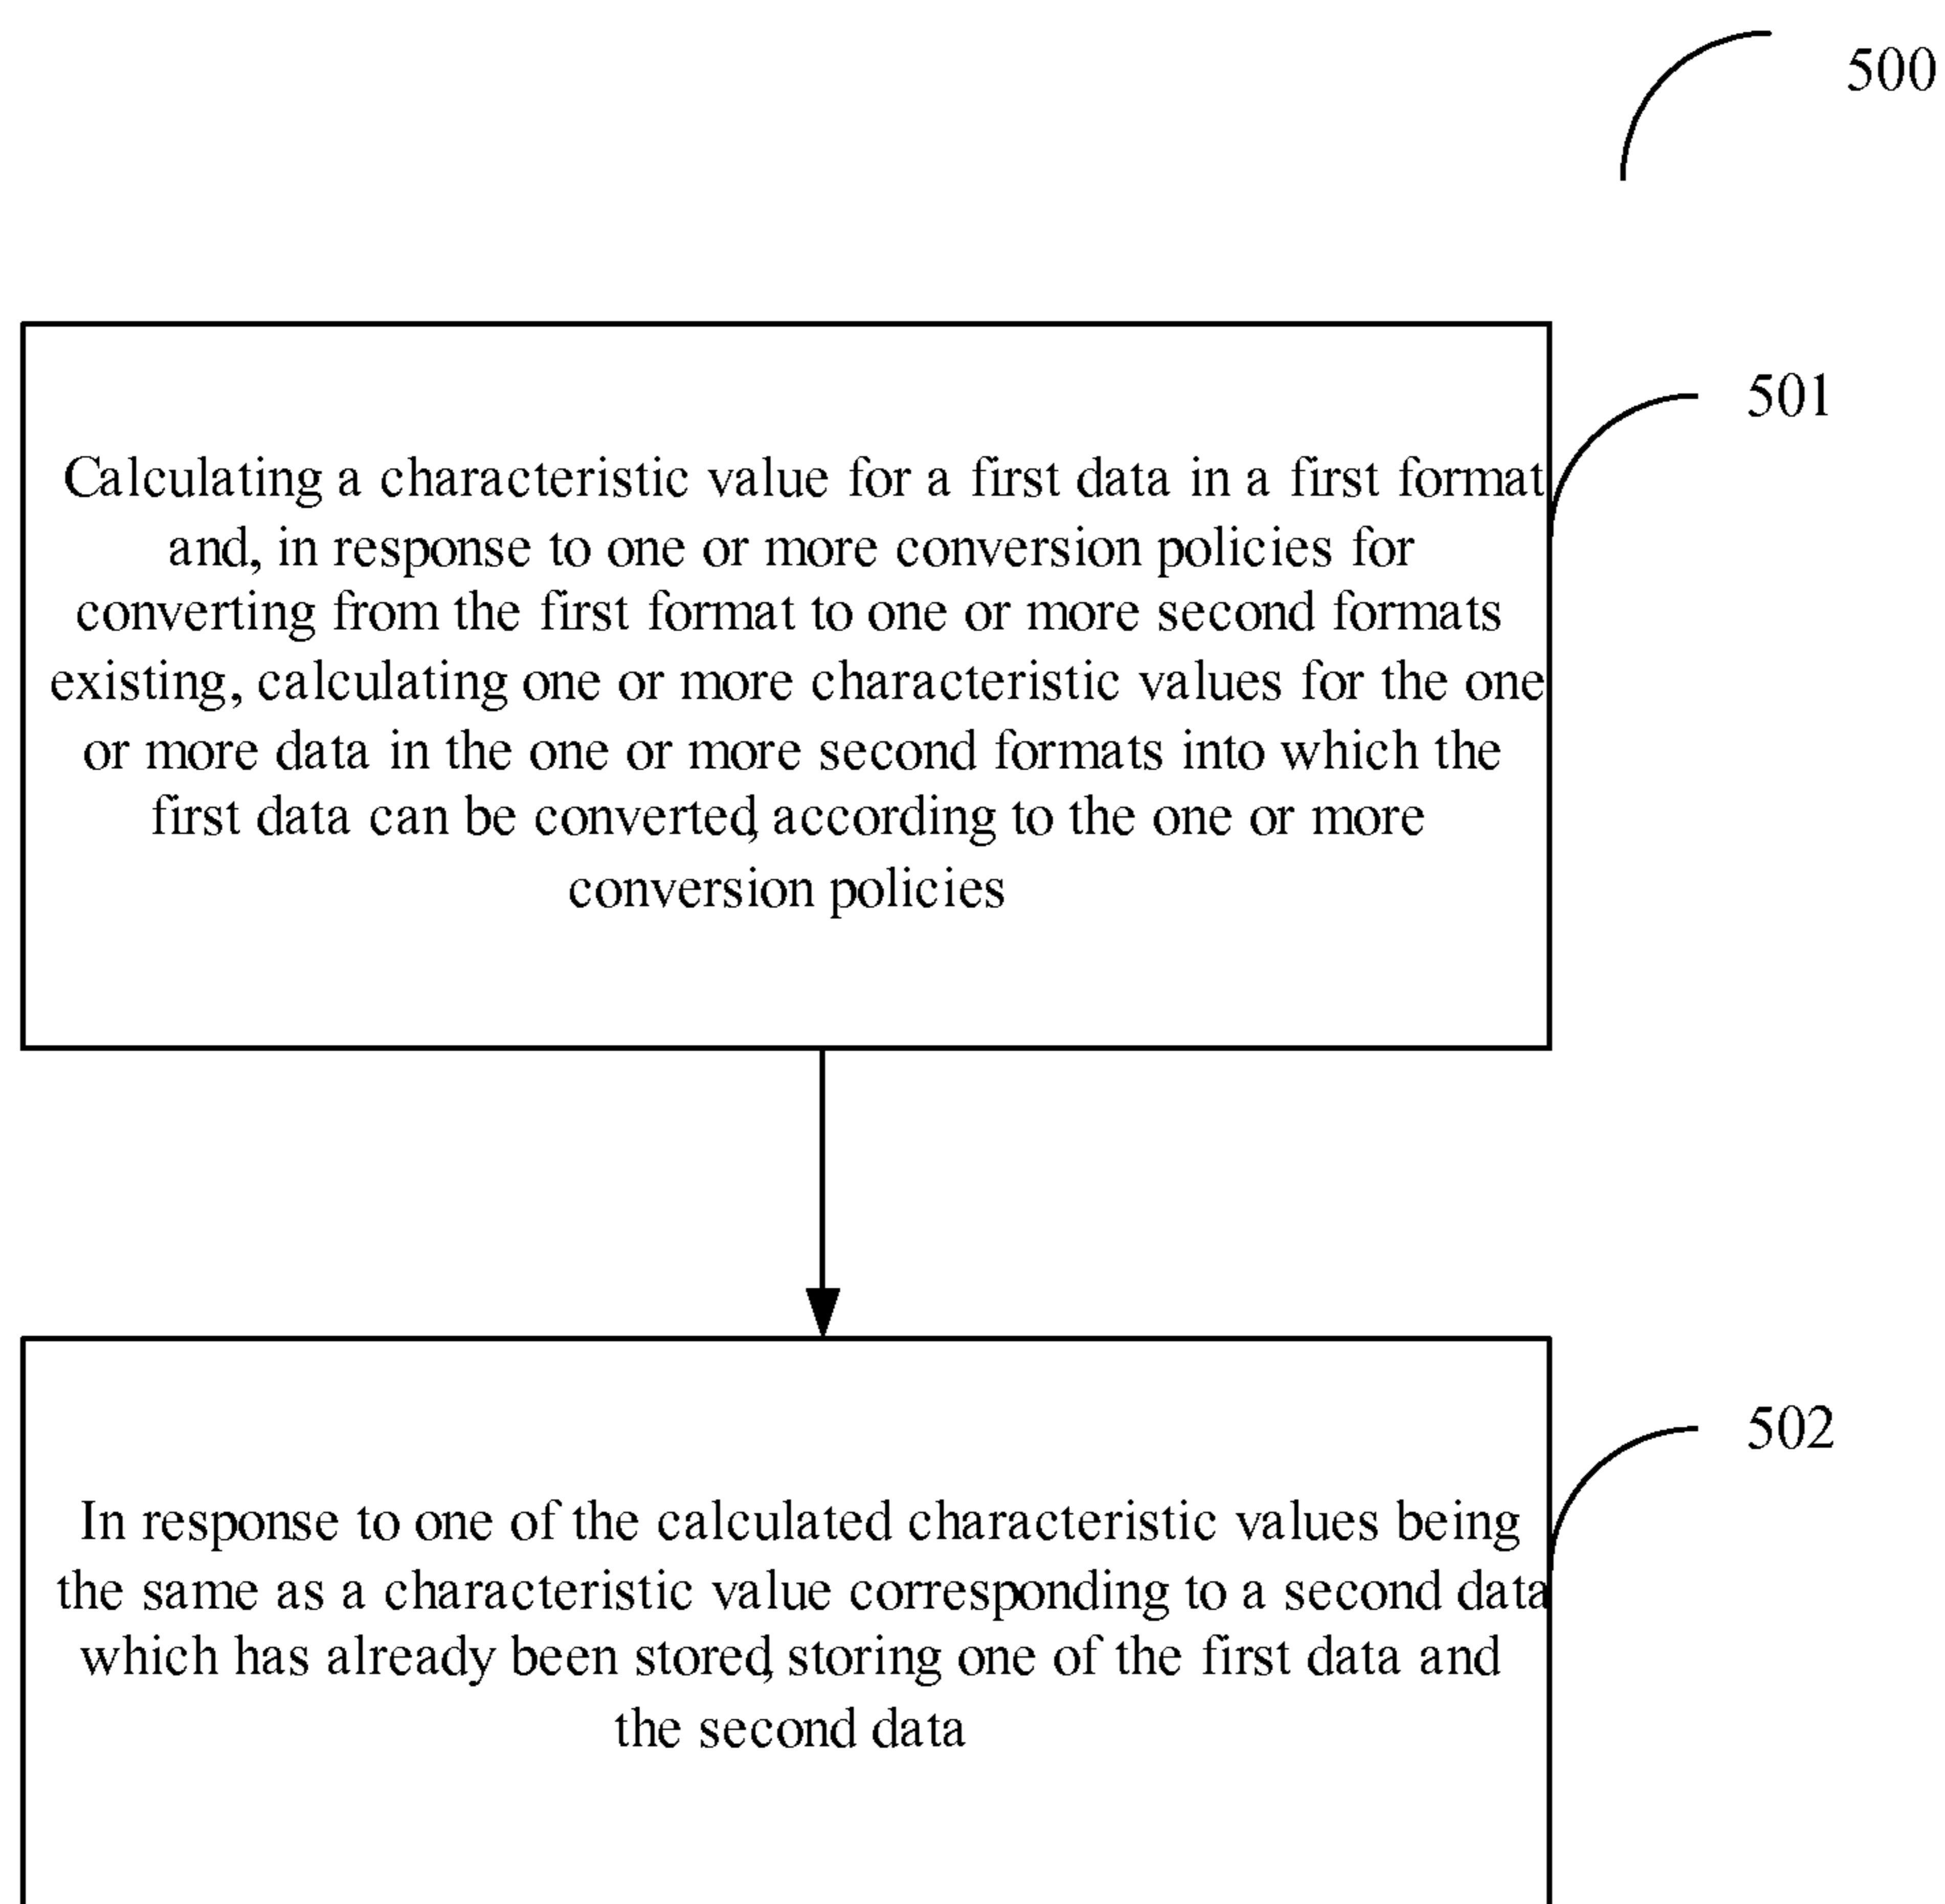 500
501
Calculating a characteristic value for a first data in a first format
and, in response to one or more conversion policies for
converting from the first format to one or more second formats
existing, calculating one or more characteristic values for the one
or more data in the one or more second formats into which the
first data can be converted, according to the one or more
conversion policies
502
In response to one of the calculated characteristic values being
the same as a characteristic value corresponding to a second data
which has already been stored, storing one of the first data and
the second data